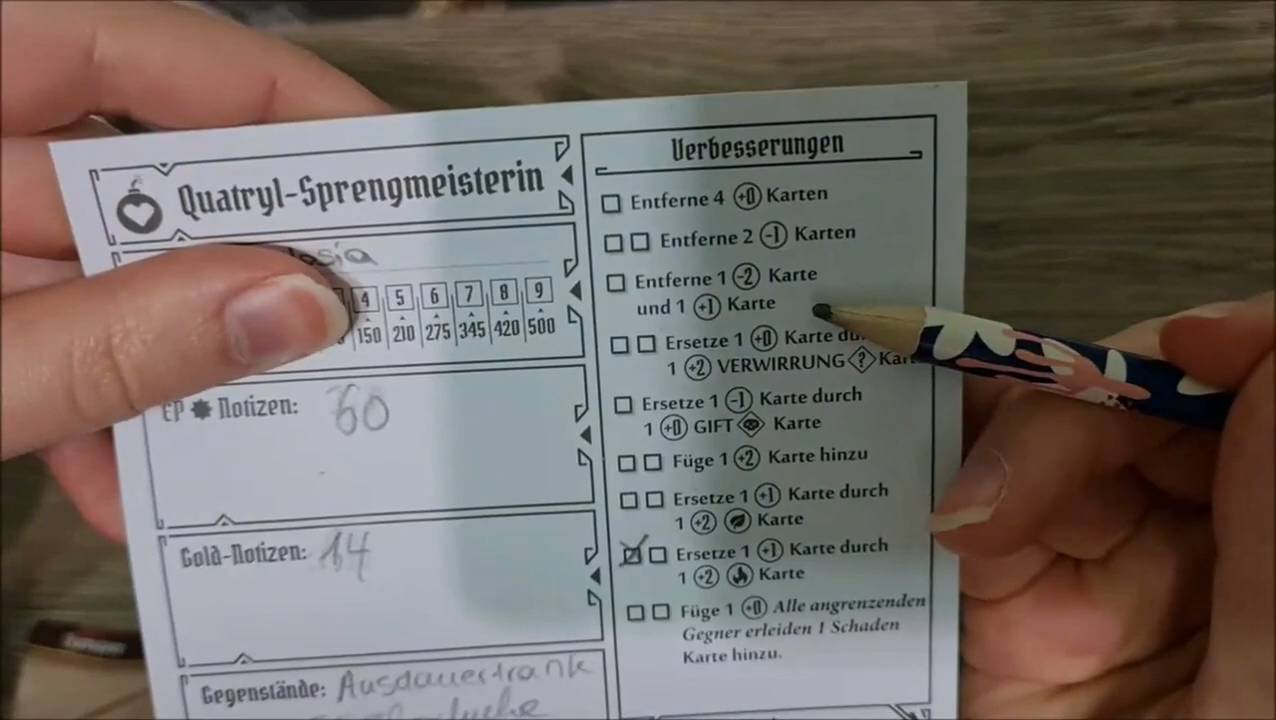 Quatryl-Sprengmeisterin
4 5 6 7 8 9
150 210 275 345 420 500
EP Notizen: 60
Gold-Notizen: 14
Gegenstände: Ausdauertrank
Verbesserungen
Entferne 4 +0 Karten
Entferne 2 -1 Karten
Entferne 1 -2 Karte
und 1 +1 Karte
Ersetze 1 +0 Karte
1 +2 VERWIRRUNG ?
Ersetze 1 -1 Karte durch
1 +0 GIFT Karte
Füge 1 +2 Karte hinzu
Ersetze 1 +1 Karte durch
1 +2 Karte
Ersetze 1 +1 Karte durch
1 +2 Karte
Füge 1 +0 Alle angrenzenden
Gegner erleiden 1 Schaden
Karte hinzu.